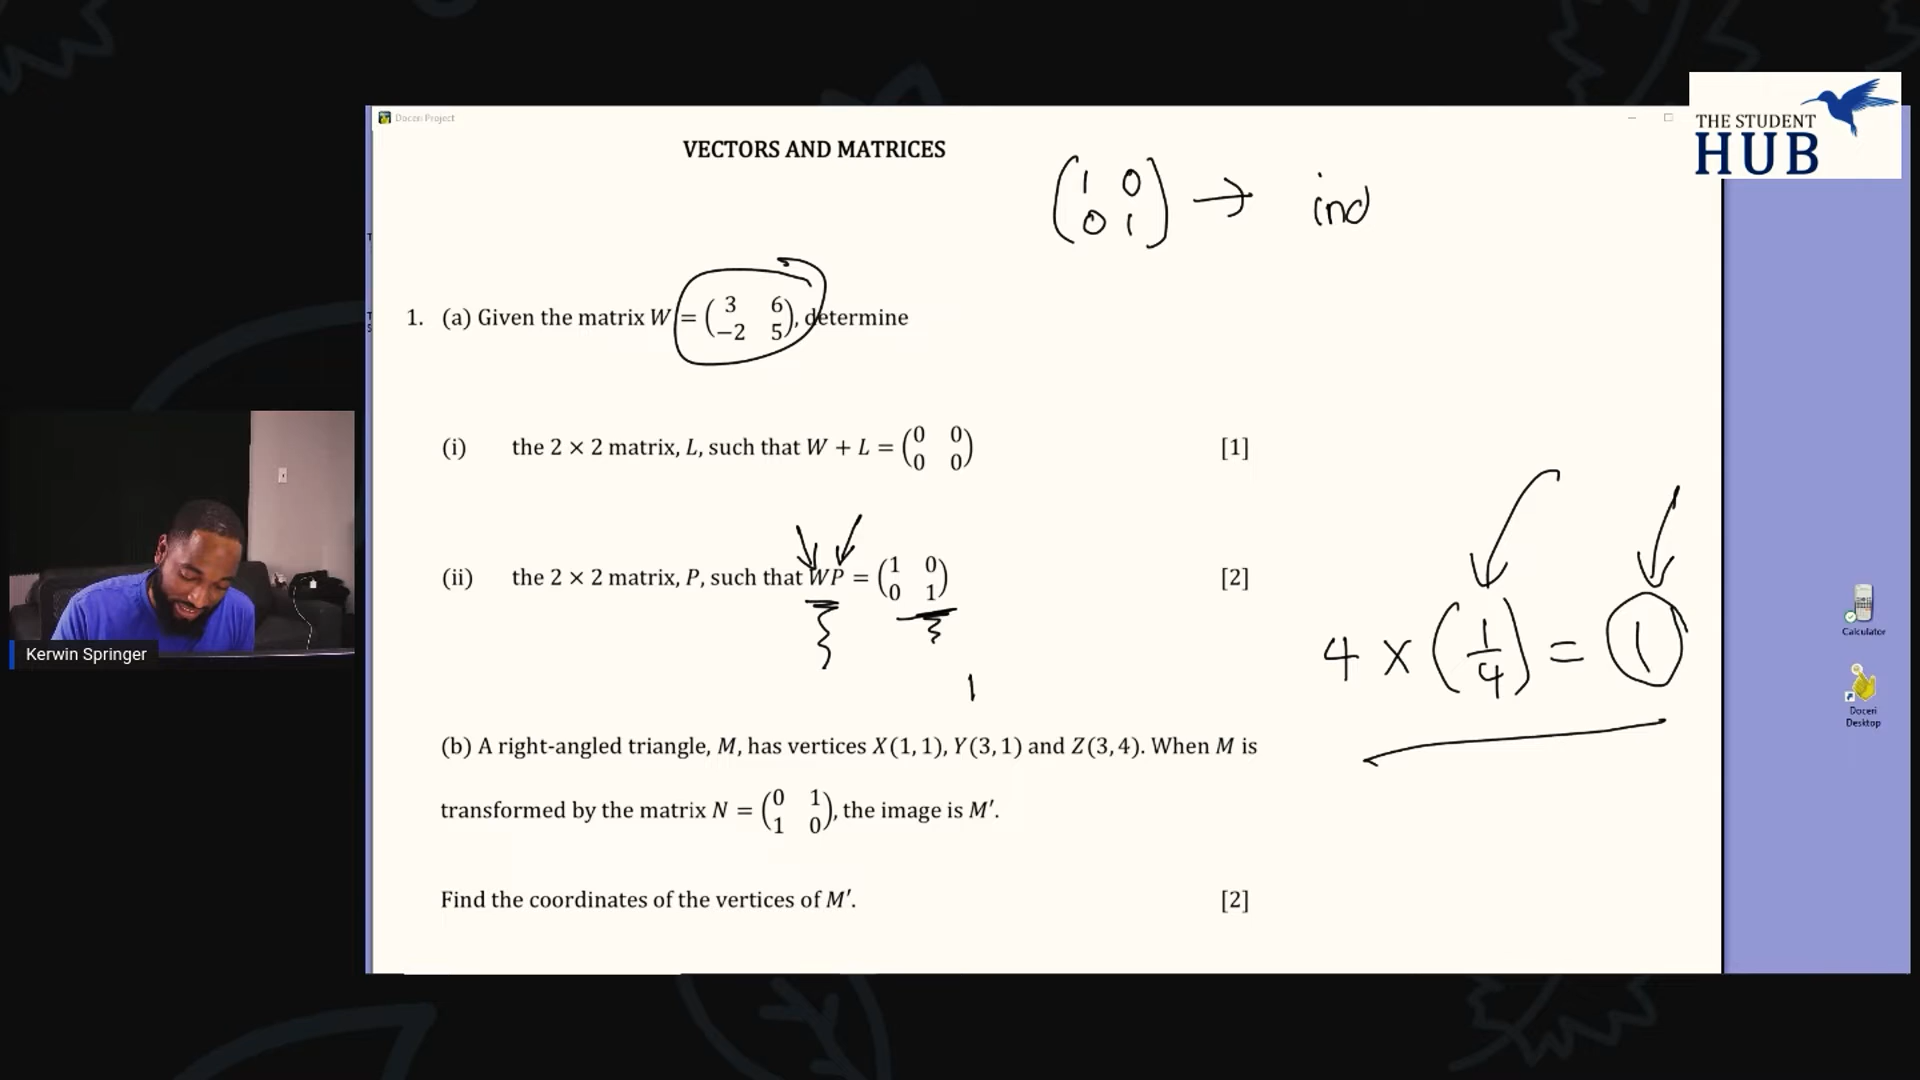 THE STUDENT
HUB
Doceri Project
VECTORS AND MATRICES
(1 0
0 1) → ind
1. (a) Given the matrix W = (3 6
−2 5), determine
(i) the 2 × 2 matrix, L, such that W + L = (0 0
0 0) [1]
(ii) the 2 × 2 matrix, P, such that WP = (1 0
0 1) [2]
4 × (1/4) = 1
1
(b) A right-angled triangle, M, has vertices X(1, 1), Y(3, 1) and Z(3, 4). When M is
transformed by the matrix N = (0 1
1 0), the image is M′.
Find the coordinates of the vertices of M′. [2]
Kerwin Springer
Calculator
Doceri
Desktop